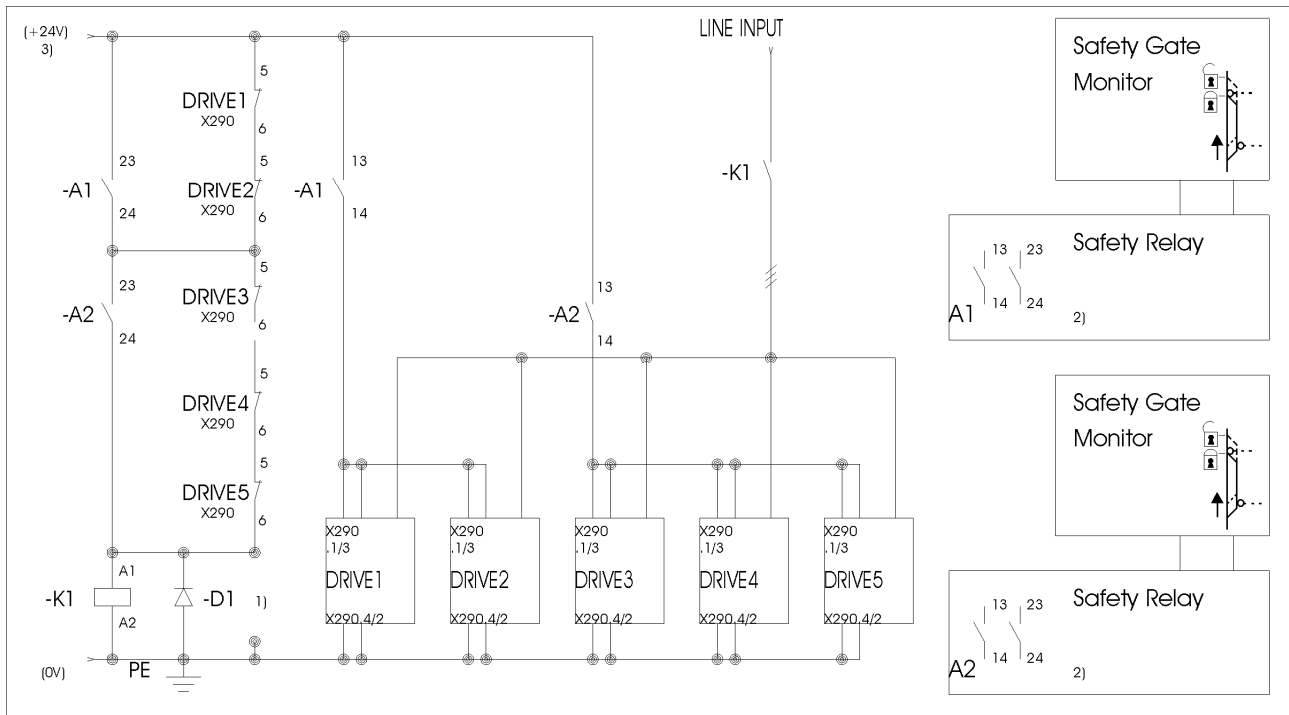 (+24V)
3)
LINE INPUT
5
DRIVE1
X290
6
23
-A1
24
5
DRIVE2
X290
6
13
-A1
14
-K1
23
-A2
24
5
DRIVE3
X290
6
13
-A2
14
5
DRIVE4
X290
6
5
DRIVE5
X290
6
A1
-K1
A2
-D1
1)
(0V)
PE
X290
.1/3
DRIVE1
X290.4/2
X290
.1/3
DRIVE2
X290.4/2
X290
.1/3
DRIVE3
X290.4/2
X290
.1/3
DRIVE4
X290.4/2
X290
.1/3
DRIVE5
X290.4/2
Safety Gate
Monitor
Safety Relay
13 23
14 24
A1
2)
Safety Gate
Monitor
Safety Relay
13 23
14 24
A2
2)